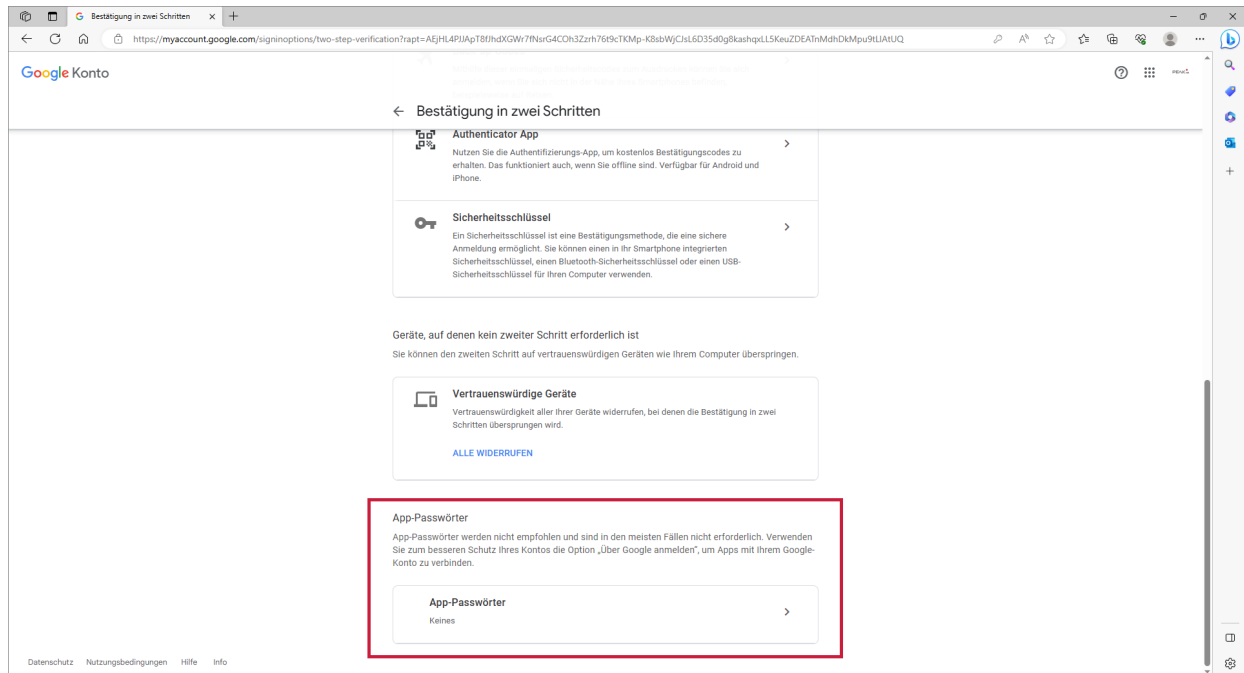 Bestätigung in zwei Schritten
https://myaccount.google.com/signinoptions/two-step-verification?rapt=AEjHL4PJJApT8fJhdXGWr7fNsrG4COh3Zzrh76t9cTKMp-K8sbWjCJsL6D35d0g8kashqxLL5KeuZDEATnMdhDkMpu9tLIAtUQ
Google Konto
Bestätigung in zwei Schritten
Authenticator App
Nutzen Sie die Authentifizierungs-App, um kostenlos Bestätigungscodes zu
erhalten. Das funktioniert auch, wenn Sie offline sind. Verfügbar für Android und
iPhone.
Sicherheitsschlüssel
Ein Sicherheitsschlüssel ist eine Bestätigungsmethode, die eine sichere
Anmeldung ermöglicht. Sie können einen in Ihr Smartphone integrierten
Sicherheitsschlüssel, einen Bluetooth-Sicherheitsschlüssel oder einen USB-
Sicherheitsschlüssel für Ihren Computer verwenden.
Geräte, auf denen kein zweiter Schritt erforderlich ist
Sie können den zweiten Schritt auf vertrauenswürdigen Geräten wie Ihrem Computer überspringen.
Vertrauenswürdige Geräte
Vertrauenswürdigkeit aller Ihrer Geräte widerrufen, bei denen die Bestätigung in zwei
Schritten übersprungen wird.
ALLE WIDERRUFEN
App-Passwörter
App-Passwörter werden nicht empfohlen und sind in den meisten Fällen nicht erforderlich. Verwenden
Sie zum besseren Schutz Ihres Kontos die Option „Über Google anmelden“, um Apps mit Ihrem Google-
Konto zu verbinden.
App-Passwörter
Keines
Datenschutz Nutzungsbedingungen Hilfe Info